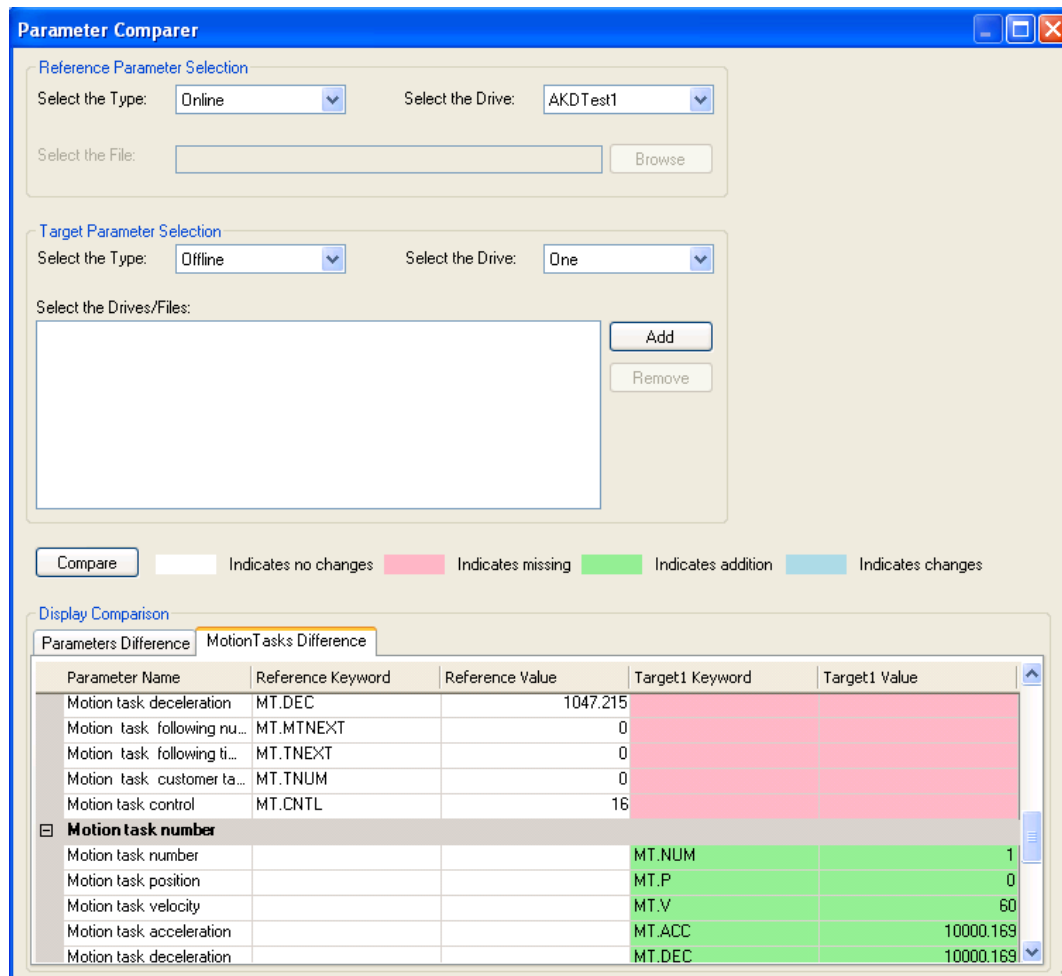 Parameter Comparer
Reference Parameter Selection
Select the Type: Online Select the Drive: AKDTest1
Select the File: Browse
Target Parameter Selection
Select the Type: Offline Select the Drive: One
Select the Drives/Files:
Add
Remove
Compare Indicates no changes Indicates missing Indicates addition Indicates changes
Display Comparison
Parameters Difference MotionTasks Difference
Parameter Name Reference Keyword Reference Value Target1 Keyword Target1 Value
Motion task deceleration MT.DEC 1047.215
Motion task following nu... MT.MTNEXT 0
Motion task following ti... MT.TNEXT 0
Motion task customer ta... MT.TNUM 0
Motion task control MT.CNTL 16
Motion task number
Motion task number MT.NUM 1
Motion task position MT.P 0
Motion task velocity MT.V 60
Motion task acceleration MT.ACC 10000.169
Motion task deceleration MT.DEC 10000.169